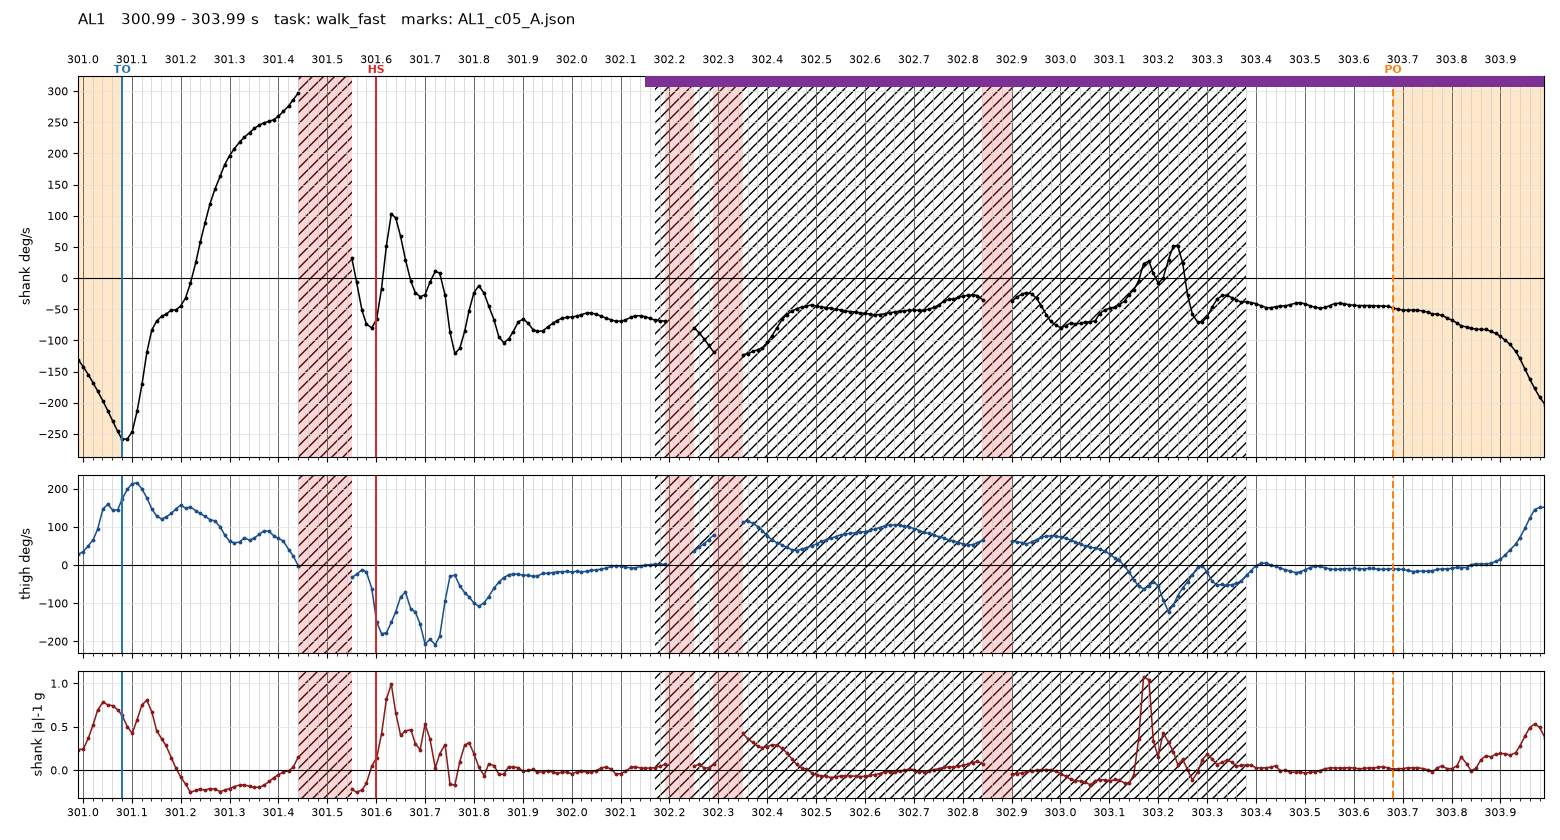 AL1   300.99 - 303.99 s   task: walk_fast   marks: AL1_c05_A.json
301.0 301.1 301.2 301.3 301.4 301.5 301.6 301.7 301.8 301.9 302.0 302.1 302.2 302.3 302.4 302.5 302.6 302.7 302.8 302.9 303.0 303.1 303.2 303.3 303.4 303.5 303.6 303.7 303.8 303.9
TO HS PO
shank deg/s
300
250
200
150
100
50
0
−50
−100
−150
−200
−250
thigh deg/s
200
100
0
−100
−200
shank |a|-1 g
1.0
0.5
0.0
301.0 301.1 301.2 301.3 301.4 301.5 301.6 301.7 301.8 301.9 302.0 302.1 302.2 302.3 302.4 302.5 302.6 302.7 302.8 302.9 303.0 303.1 303.2 303.3 303.4 303.5 303.6 303.7 303.8 303.9